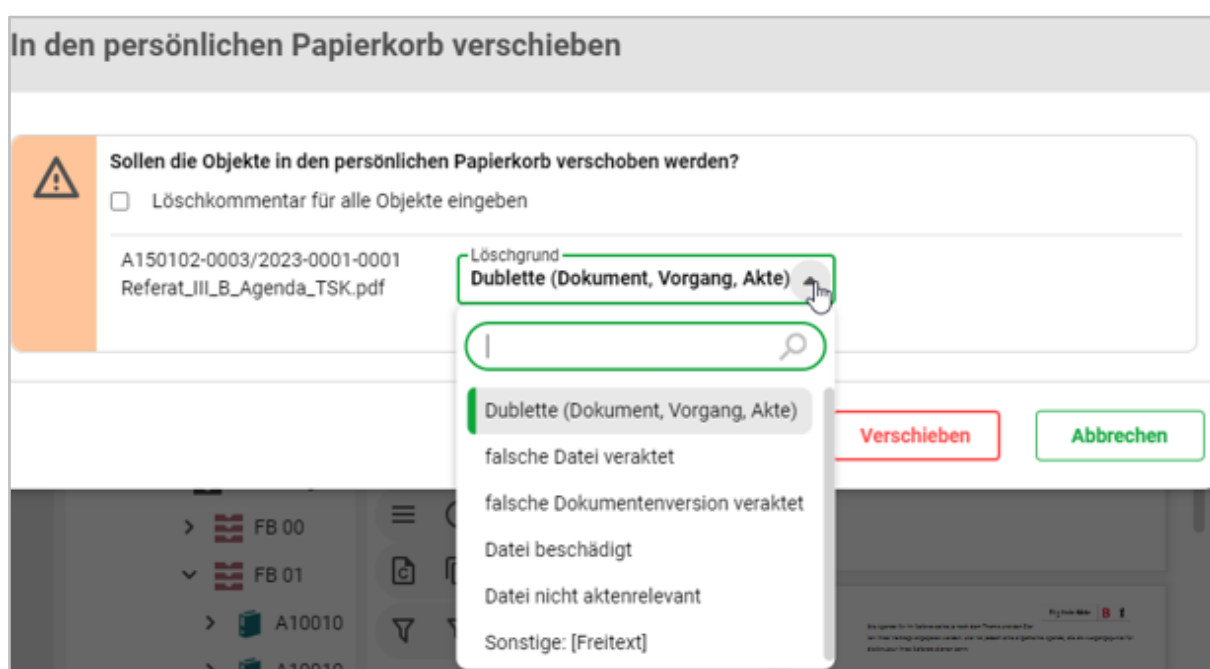 In den persönlichen Papierkorb verschieben
Sollen die Objekte in den persönlichen Papierkorb verschoben werden?
Löschkommentar für alle Objekte eingeben
A150102-0003/2023-0001-0001
Referat_III_B_Agenda_TSK.pdf
Löschgrund
Dublette (Dokument, Vorgang, Akte)
Dublette (Dokument, Vorgang, Akte)
falsche Datei veraktet
falsche Dokumentenversion veraktet
Datei beschädigt
Datei nicht aktenrelevant
Sonstige: [Freitext]
Verschieben
Abbrechen
FB 00
FB 01
A10010